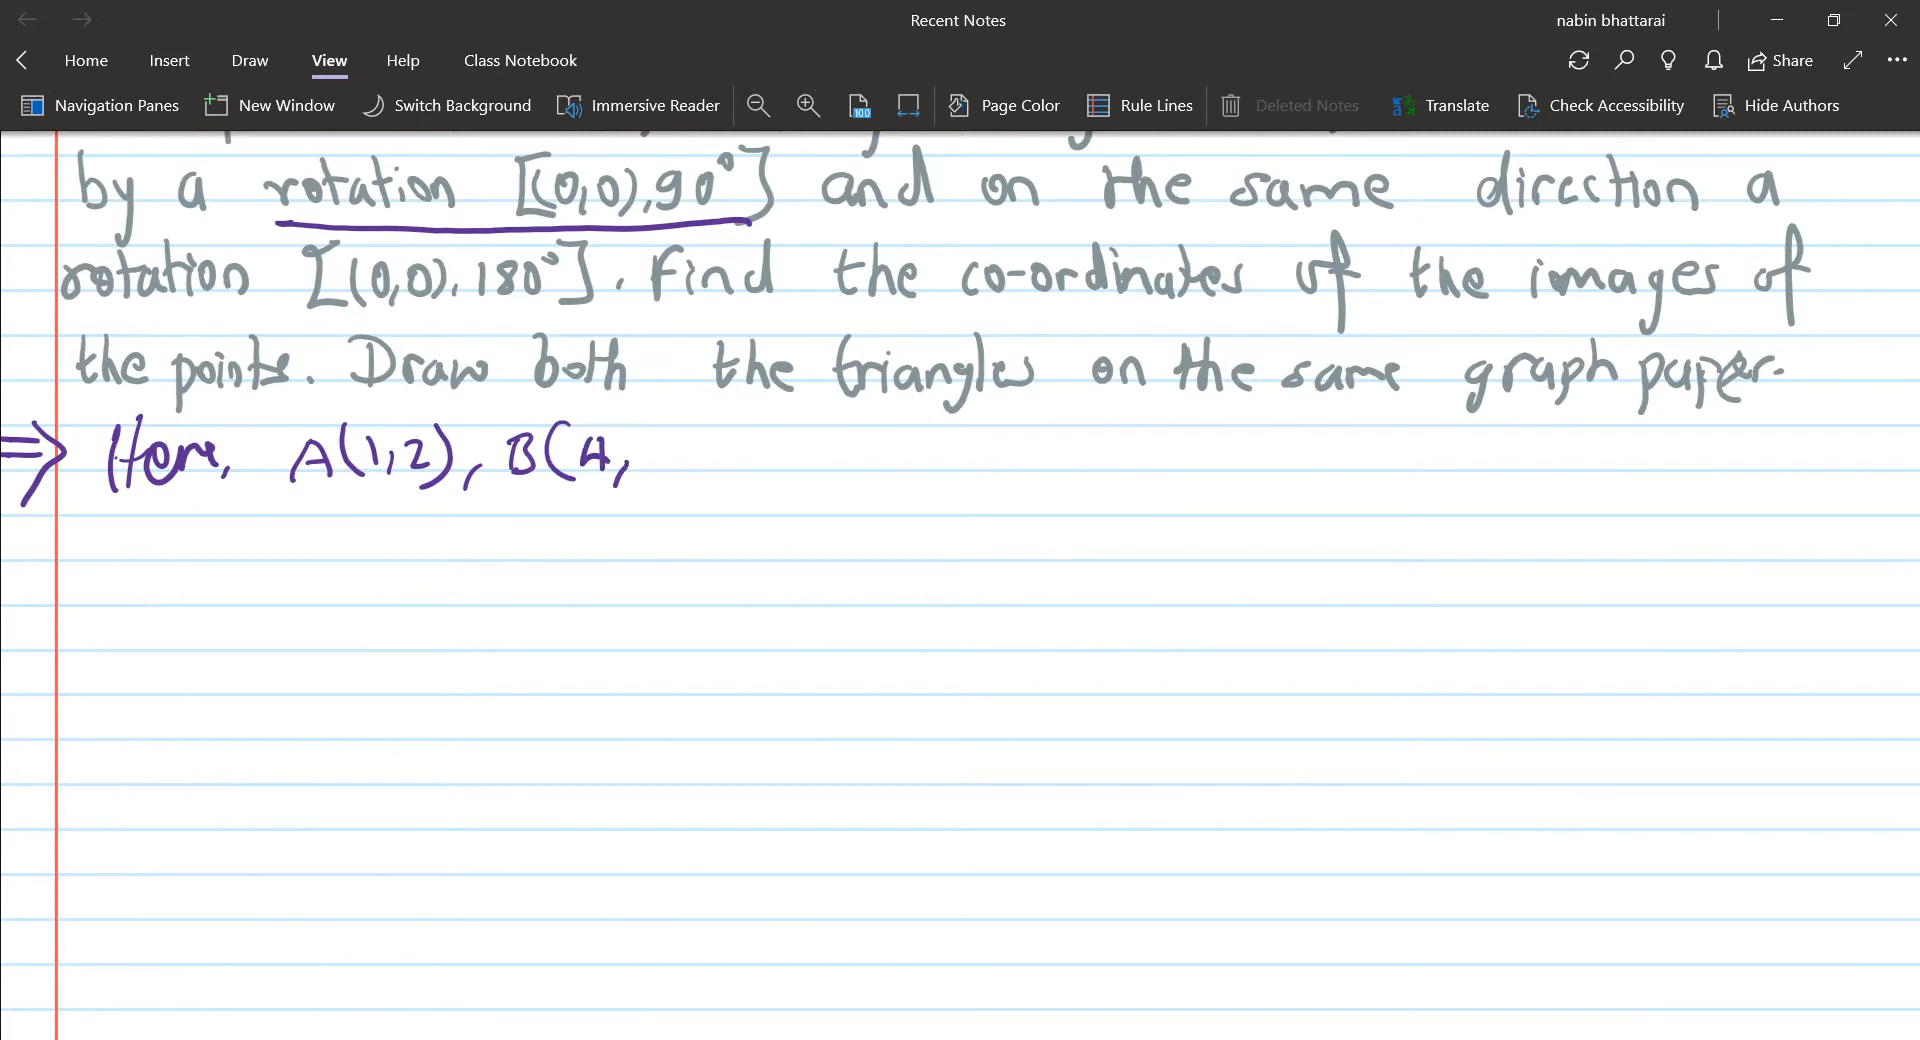 Recent Notes
nabin bhattarai
Home Insert Draw View Help Class Notebook Share
Navigation Panes New Window Switch Background Immersive Reader Page Color Rule Lines Deleted Notes Translate Check Accessibility Hide Authors
by a rotation [(0,0),90°] and on the same direction a
rotation [(0,0),180°]. Find the co-ordinates of the images of
the points. Draw both the triangles on the same graph paper.
⇒ Here, A(1,2), B(4,